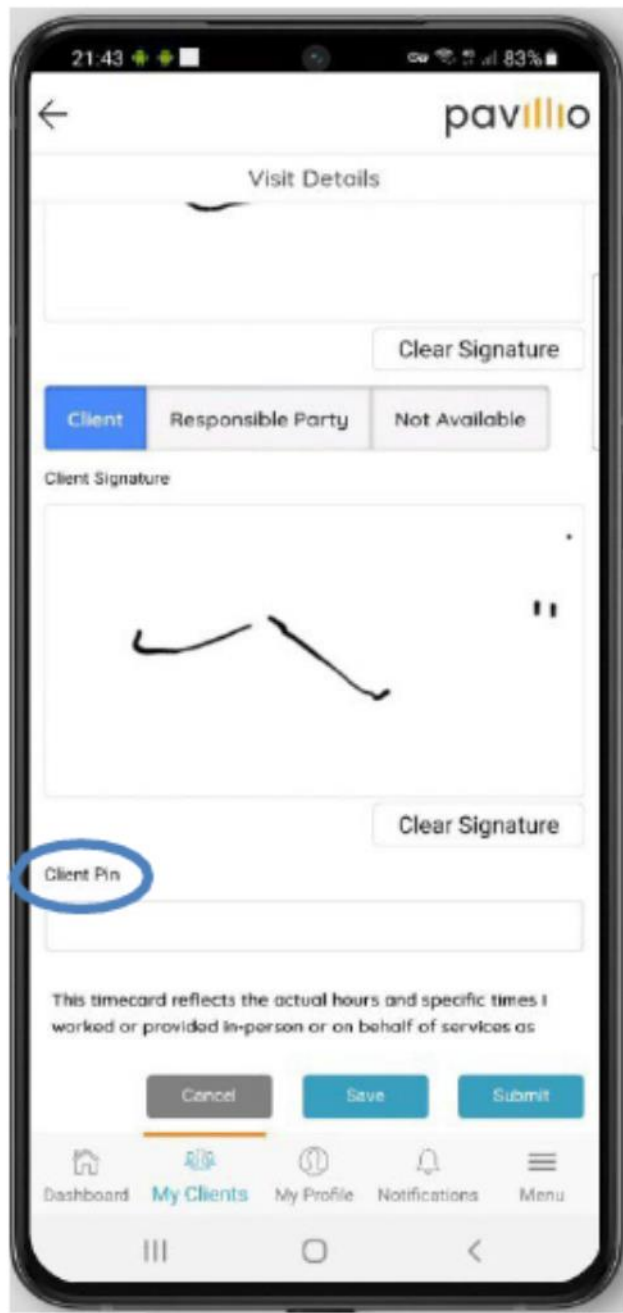 21:43
83%
pavillio
Visit Details
Clear Signature
Client
Responsible Party
Not Available
Client Signature
Clear Signature
Client Pin
This timecard reflects the actual hours and specific times I
worked or provided in-person or on behalf of services as
Cancel
Save
Submit
Dashboard
My Clients
My Profile
Notifications
Menu